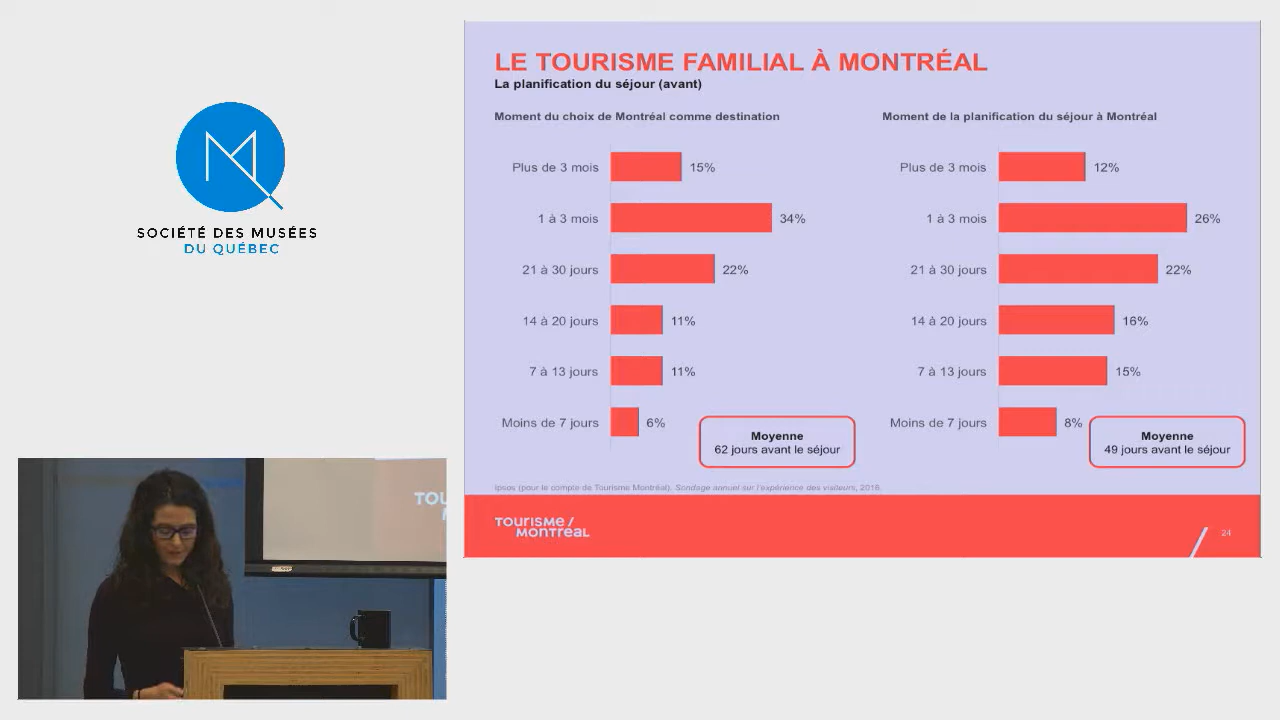 SOCIÉTÉ DES MUSÉES
DU QUÉBEC
LE TOURISME FAMILIAL À MONTRÉAL
La planification du séjour (avant)
Moment du choix de Montréal comme destination
Plus de 3 mois 15%
1 à 3 mois 34%
21 à 30 jours 22%
14 à 20 jours 11%
7 à 13 jours 11%
Moins de 7 jours 6%
Moyenne
62 jours avant le séjour
Moment de la planification du séjour à Montréal
Plus de 3 mois 12%
1 à 3 mois 26%
21 à 30 jours 22%
14 à 20 jours 16%
7 à 13 jours 15%
Moins de 7 jours 8%
Moyenne
49 jours avant le séjour
Ipsos (pour le compte de Tourisme Montréal). Sondage annuel sur l'expérience des visiteurs, 2018.
TOURISME /
MONTRÉAL
24
TOU